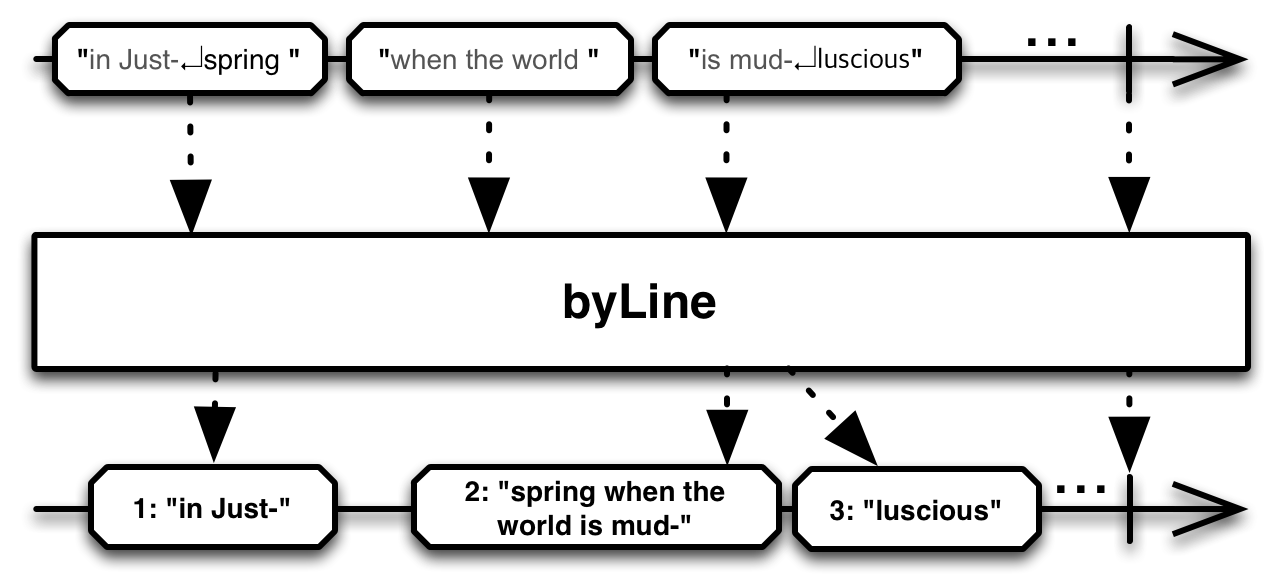 "in Just-↵spring " "when the world " "is mud-↵luscious" ...
byLine
1: "in Just-" 2: "spring when the 3: "luscious" ...
world is mud-"